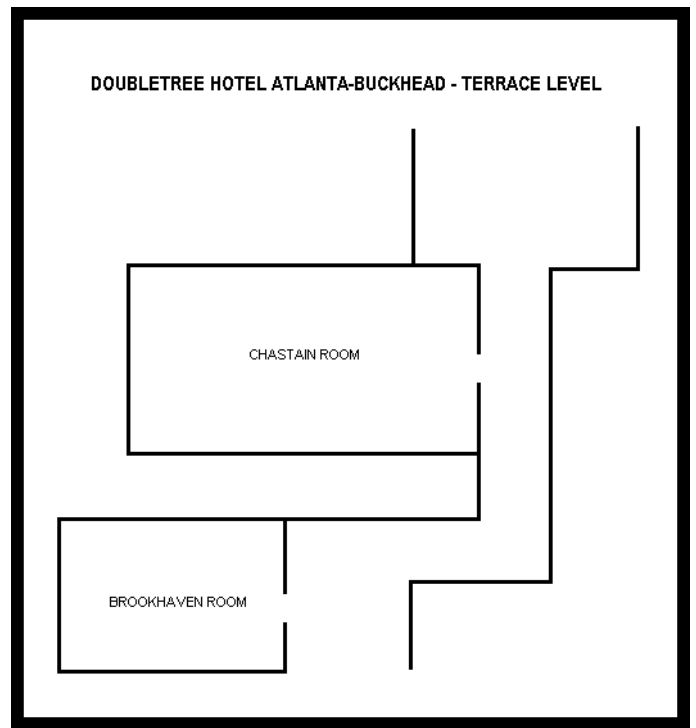 DOUBLETREE HOTEL ATLANTA-BUCKHEAD - TERRACE LEVEL
CHASTAIN ROOM
BROOKHAVEN ROOM